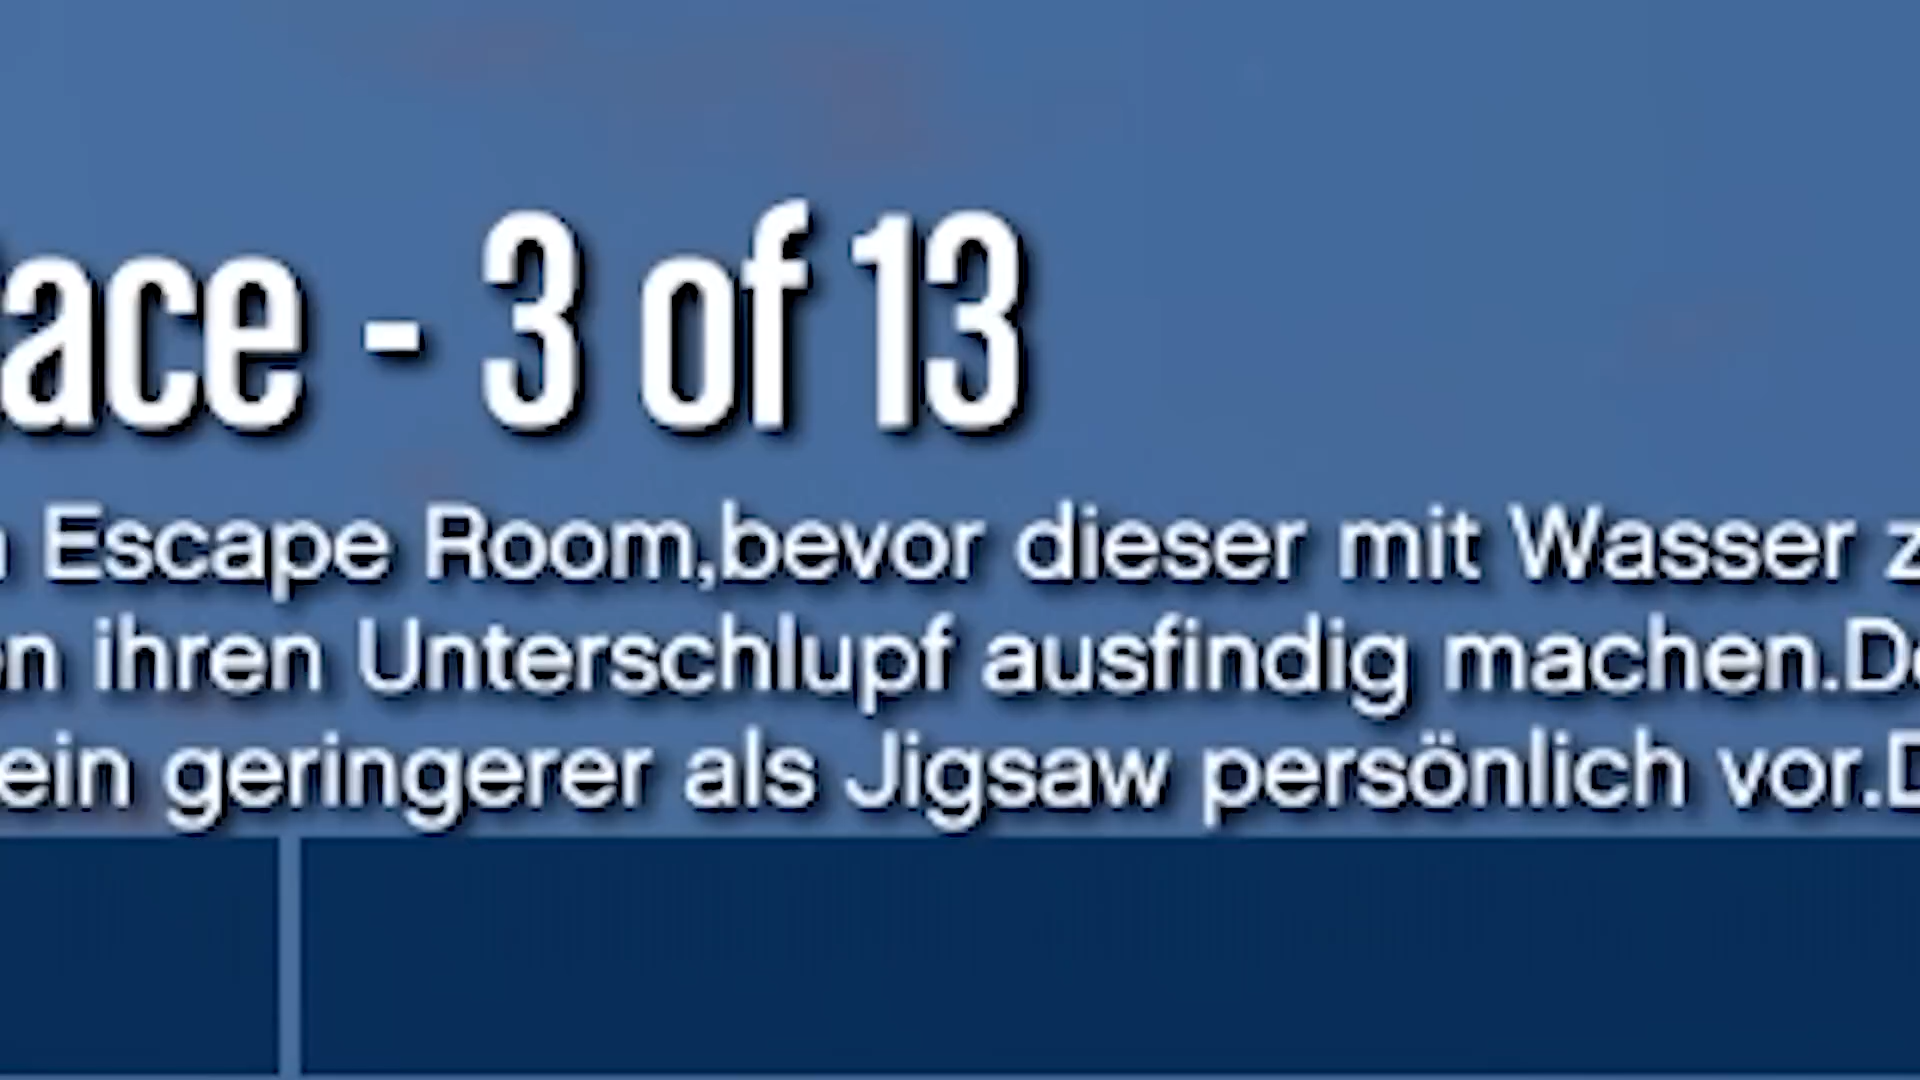 ace - 3 of 13
Escape Room,bevor dieser mit Wasser z
n ihren Unterschlupf ausfindig machen.D
ein geringerer als Jigsaw persönlich vor.D